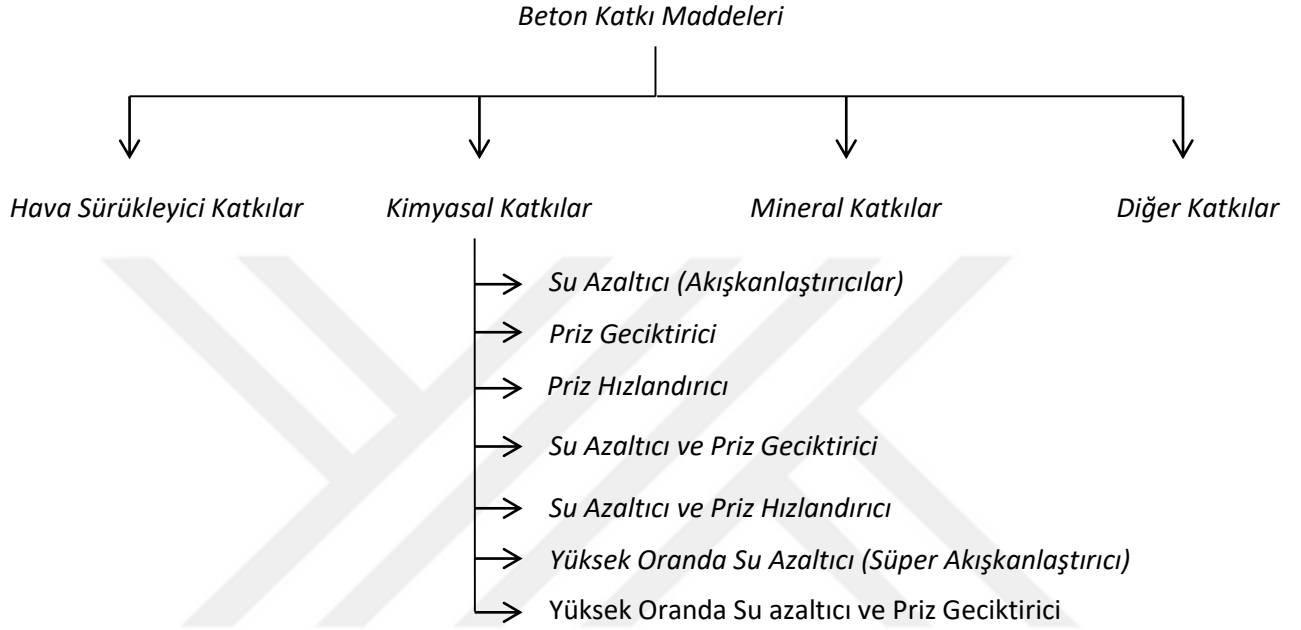 Beton Katkı Maddeleri
Hava Sürükleyici Katkılar
Kimyasal Katkılar
Mineral Katkılar
Diğer Katkılar
Su Azaltıcı (Akışkanlaştırıcılar)
Priz Geciktirici
Priz Hızlandırıcı
Su Azaltıcı ve Priz Geciktirici
Su Azaltıcı ve Priz Hızlandırıcı
Yüksek Oranda Su Azaltıcı (Süper Akışkanlaştırıcı)
Yüksek Oranda Su azaltıcı ve Priz Geciktirici